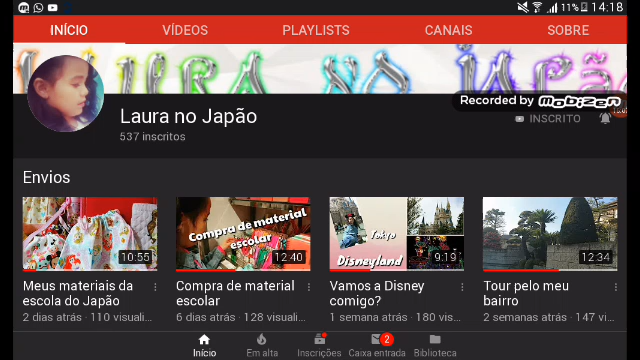 11% 14:18
INÍCIO VÍDEOS PLAYLISTS CANAIS SOBRE
LAURA NO JAPÃO
Recorded by MOBIZEN
Laura no Japão
INSCRITO
537 inscritos
Envios
Compra de material escolar
Tokyo
Disneyland
10:55 12:40 9:19 12:34
Meus materiais da escola do Japão
2 dias atrás · 110 visuali...
Compra de material escolar
6 dias atrás · 128 visuali...
Vamos a Disney comigo?
1 semana atrás · 180 vis...
Tour pelo meu bairro
2 semanas atrás · 147 vi...
2
Início Em alta Inscrições Caixa entrada Biblioteca